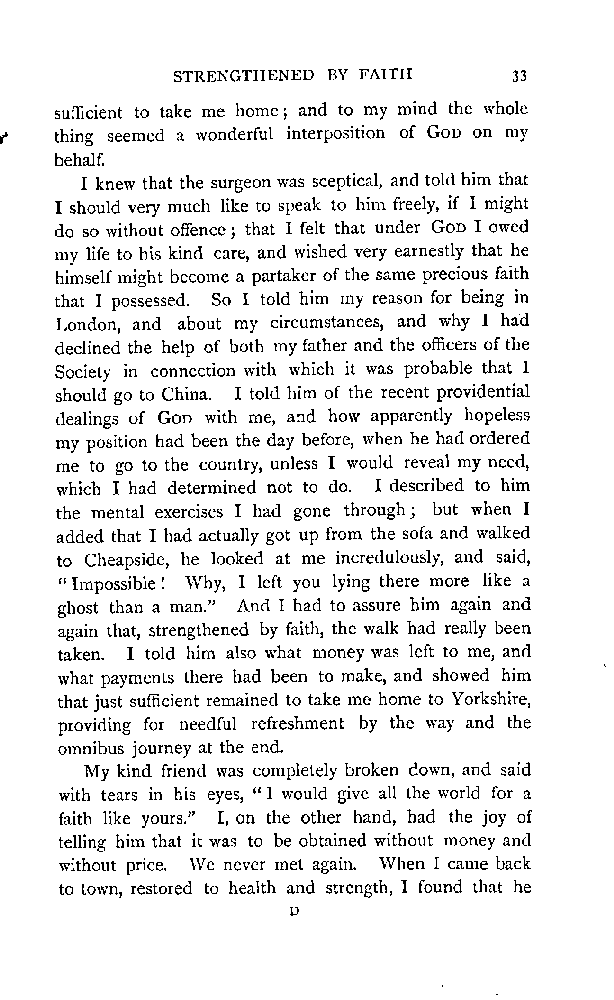 STRENGTHENED BY FAITH 33
sufficient to take me home; and to my mind the whole
thing seemed a wonderful interposition of GOD on my
behalf.
I knew that the surgeon was sceptical, and told him that
I should very much like to speak to him freely, if I might
do so without offence; that I felt that under GOD I owed
my life to his kind care, and wished very earnestly that he
himself might become a partaker of the same precious faith
that I possessed. So I told him my reason for being in
London, and about my circumstances, and why I had
declined the help of both my father and the officers of the
Society in connection with which it was probable that I
should go to China. I told him of the recent providential
dealings of GOD with me, and how apparently hopeless
my position had been the day before, when he had ordered
me to go to the country, unless I would reveal my need,
which I had determined not to do. I described to him
the mental exercises I had gone through; but when I
added that I had actually got up from the sofa and walked
to Cheapside, he looked at me incredulously, and said,
"Impossible! Why, I left you lying there more like a
ghost than a man." And I had to assure him again and
again that, strengthened by faith, the walk had really been
taken. I told him also what money was left to me, and
what payments there had been to make, and showed him
that just sufficient remained to take me home to Yorkshire,
providing for needful refreshment by the way and the
omnibus journey at the end.
My kind friend was completely broken down, and said
with tears in his eyes, "I would give all the world for a
faith like yours." I, on the other hand, had the joy of
telling him that it was to be obtained without money and
without price. We never met again. When I came back
to town, restored to health and strength, I found that he
D